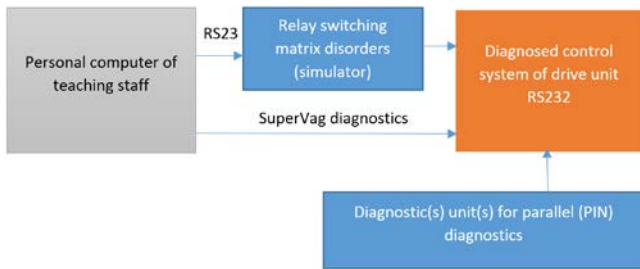 Personal computer of
teaching staff
RS23
Relay switching
matrix disorders
(simulator)
Diagnosed control
system of drive unit
RS232
SuperVag diagnostics
Diagnostic(s) unit(s) for parallel (PIN)
diagnostics